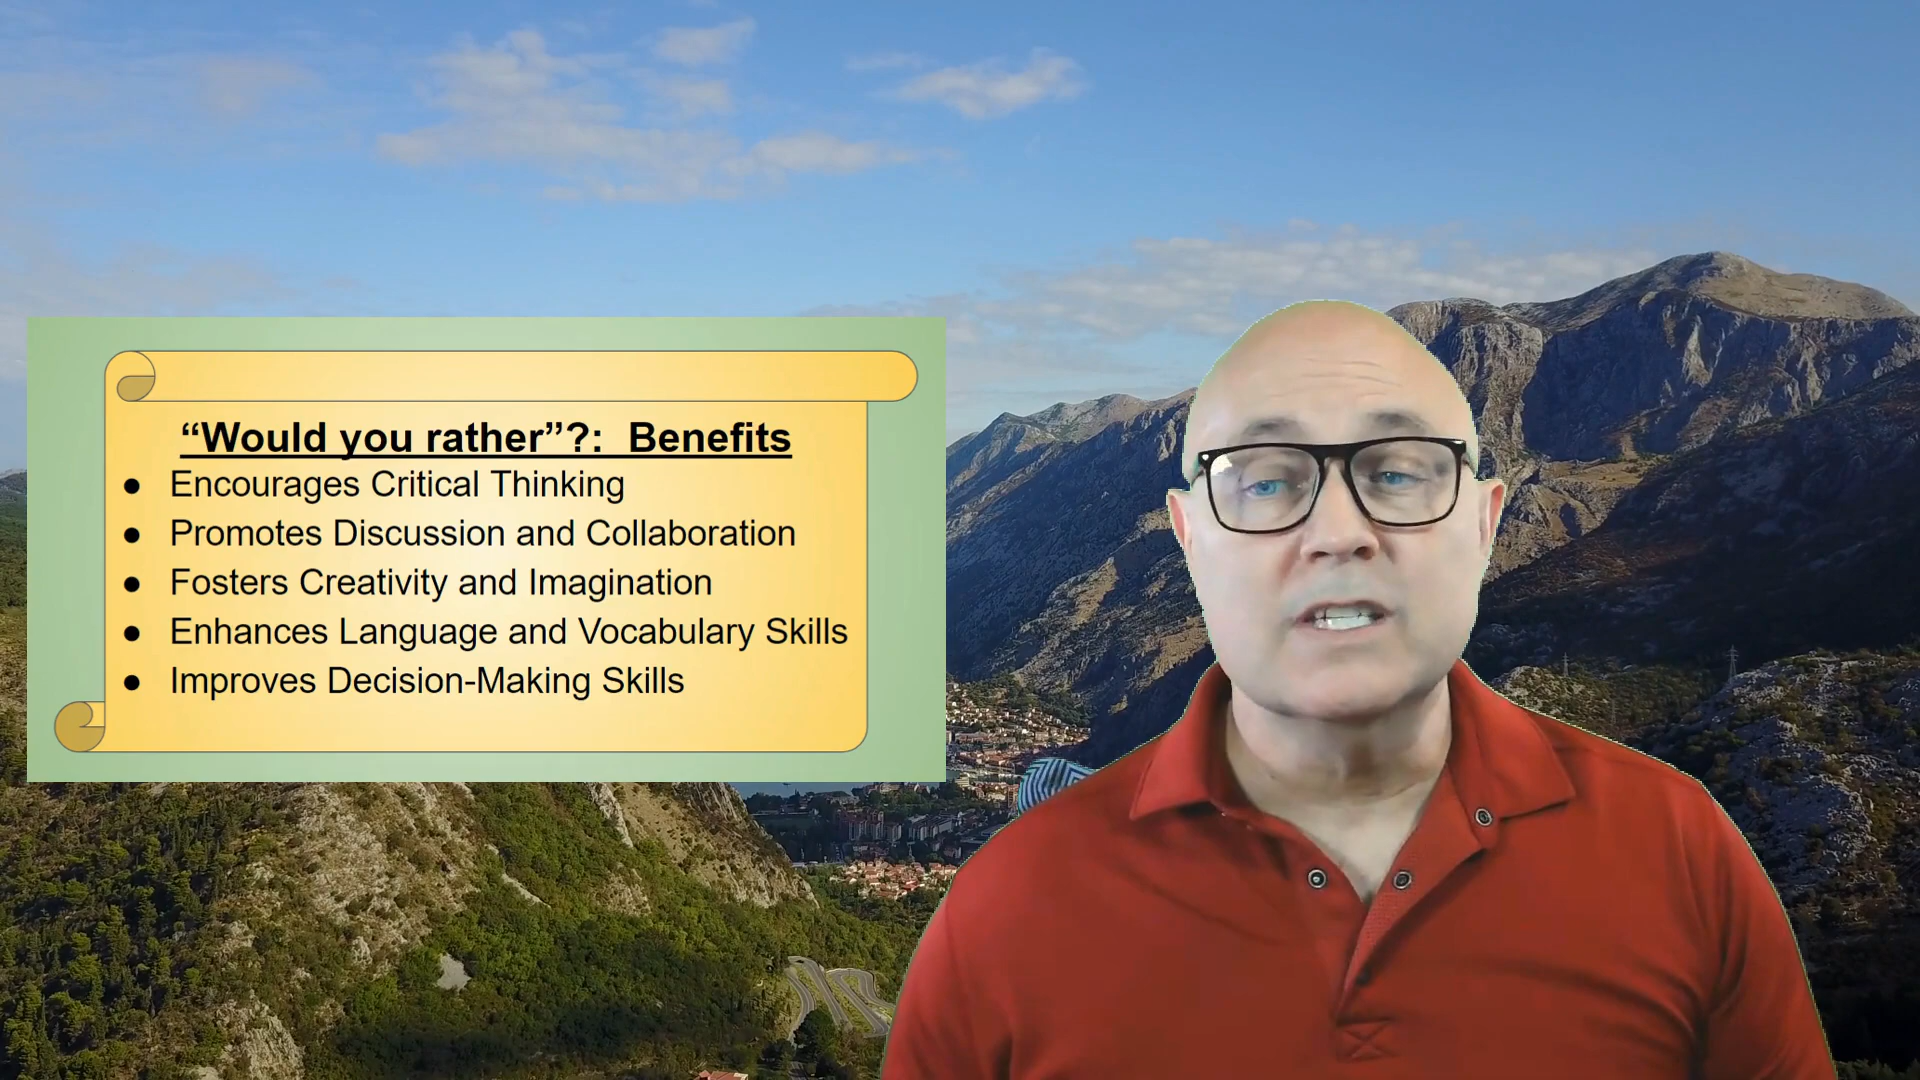 “Would you rather”?:  Benefits
● Encourages Critical Thinking
● Promotes Discussion and Collaboration
● Fosters Creativity and Imagination
● Enhances Language and Vocabulary Skills
● Improves Decision-Making Skills